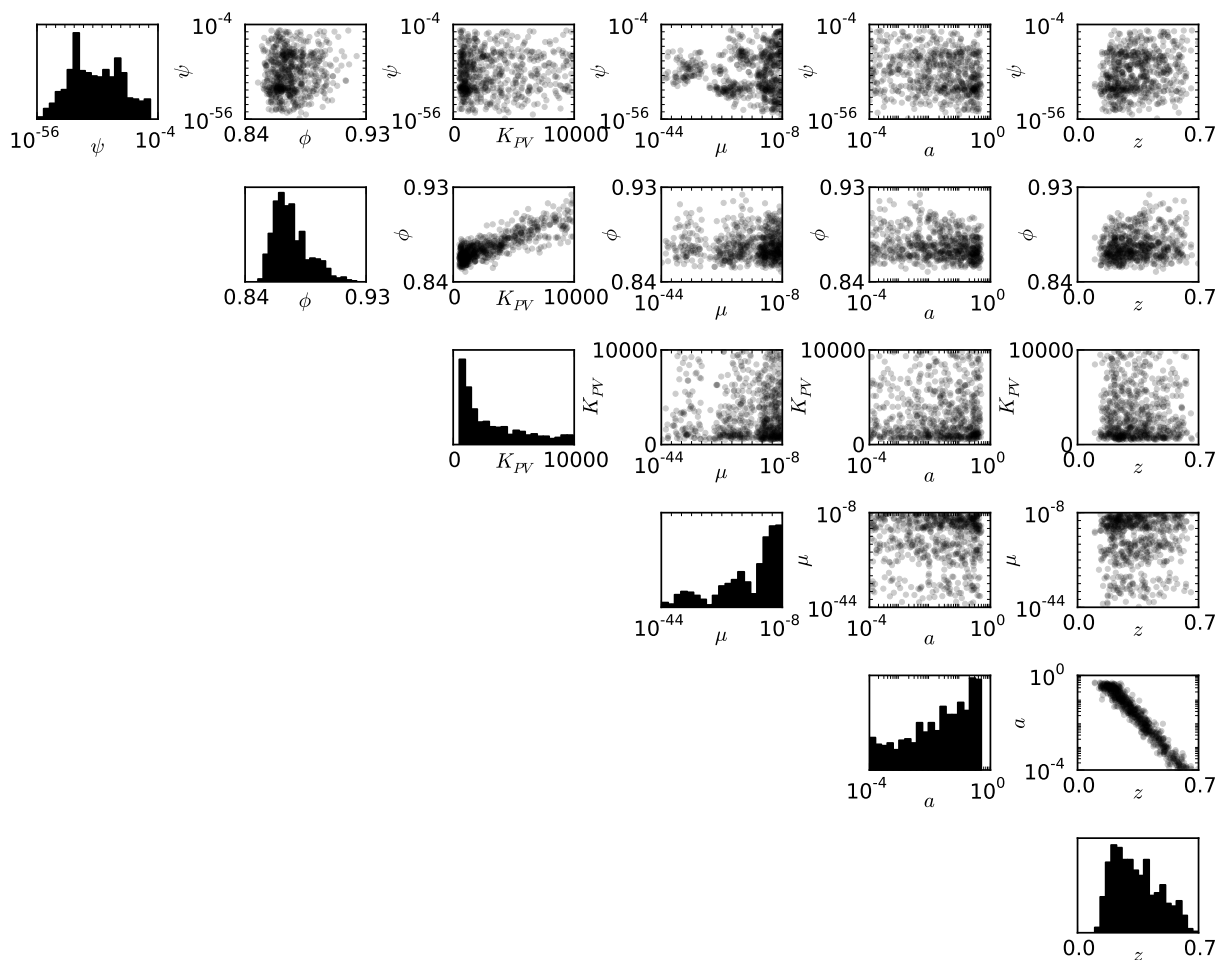 10^-4 10^-4 10^-4 10^-4 10^-4
ψ ψ ψ ψ ψ
10^-56 10^-56 10^-56 10^-56 10^-56
10^-56 10^-4 0.84 0.93 0 10000 10^-44 10^-8 10^-4 10^0 0.0 0.7
ψ ϕ K_PV μ a z
0.93 0.93 0.93 0.93
ϕ ϕ ϕ ϕ
0.84 0.84 0.84 0.84
0.84 0.93 0 10000 10^-44 10^-8 10^-4 10^0 0.0 0.7
ϕ K_PV μ a z
10000 10000 10000
K_PV K_PV K_PV
0 0 0
0 10000 10^-44 10^-8 10^-4 10^0 0.0 0.7
K_PV μ a z
10^-8 10^-8
μ μ
10^-44 10^-44
10^-44 10^-8 10^-4 10^0 0.0 0.7
μ a z
10^0
a
10^-4
10^-4 10^0 0.0 0.7
a z
0.0 0.7
z